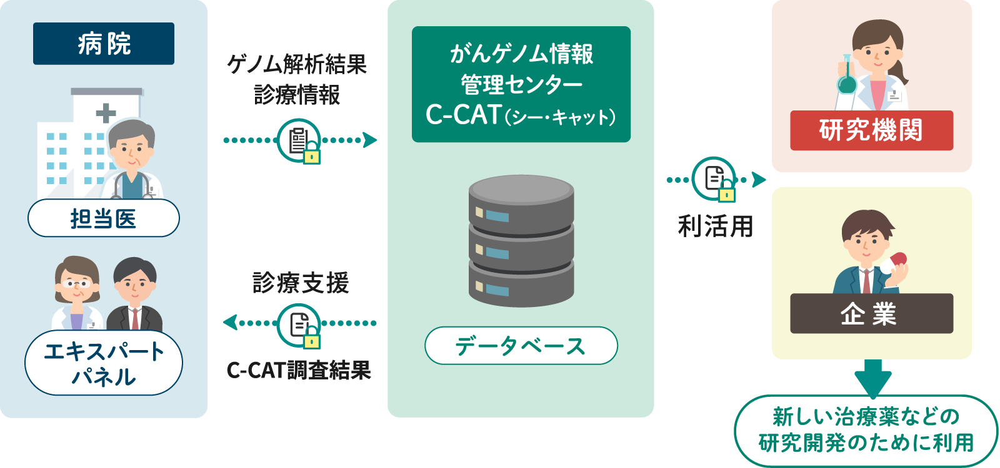 病院
担当医
エキスパート
パネル
ゲノム解析結果
診療情報
診療支援
C-CAT調査結果
がんゲノム情報
管理センター
C-CAT（シー・キャット）
データベース
利活用
研究機関
企業
新しい治療薬などの
研究開発のために利用